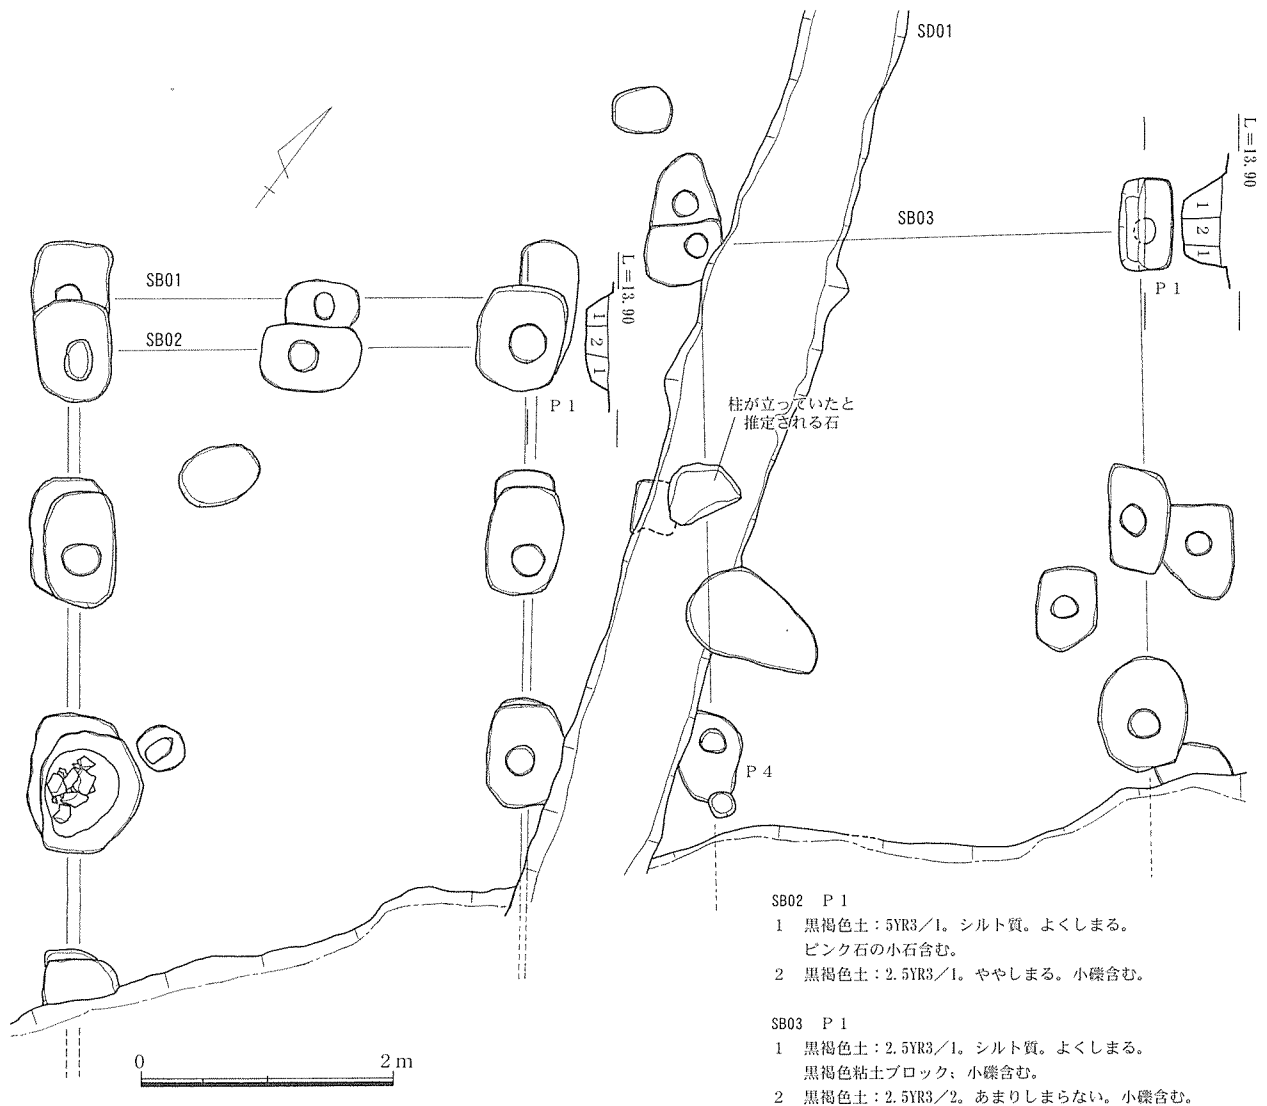 SD01
L=13.90
SB03
1
2
1
P 1
SB01
SB02
L=13.90
1
2
1
P 1
柱が立っていたと
推定される石
P 4
SB02 P 1
1 黒褐色土：5YR3／1。シルト質。よくしまる。
ピンク石の小石含む。
2 黒褐色土：2.5YR3／1。ややしまる。小礫含む。
SB03 P 1
1 黒褐色土：2.5YR3／1。シルト質。よくしまる。
黒褐色粘土ブロック；小礫含む。
2 黒褐色土：2.5YR3／2。あまりしまらない。小礫含む。
0 2m